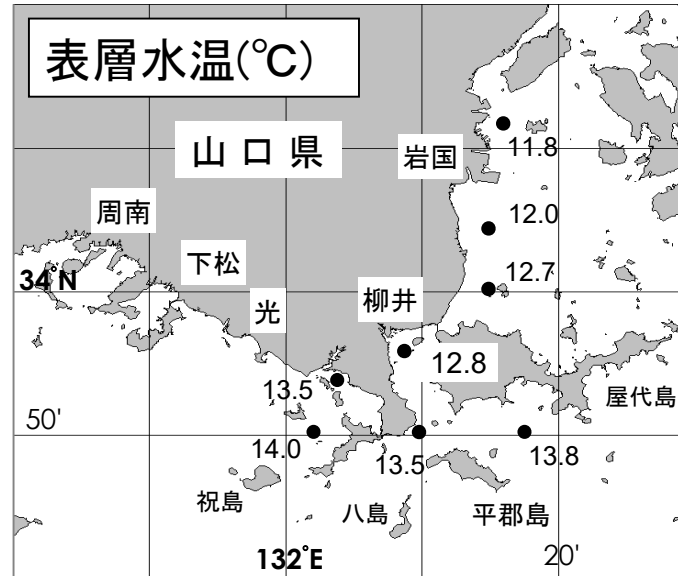 表層水温(℃)
山口県
岩国
11.8
周南
12.0
下松
34°N
12.7
光
柳井
12.8
13.5
屋代島
50'
14.0
13.5
13.8
祝島
八島
平郡島
132°E
20'